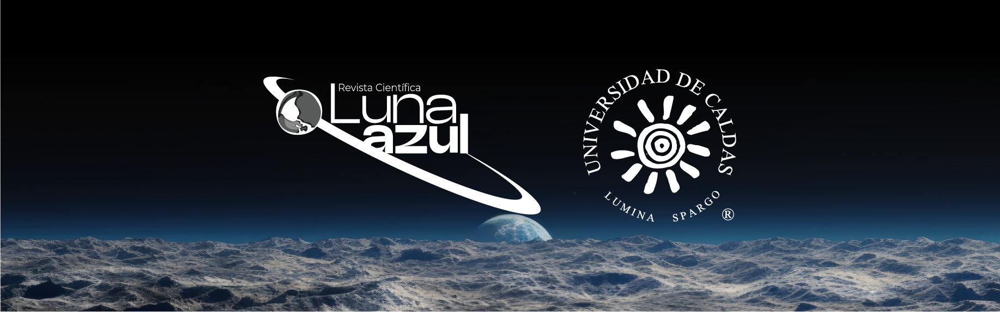 Revista Científica
Luna
azul
UNIVERSIDAD DE CALDAS
LUMINA SPARGO
®